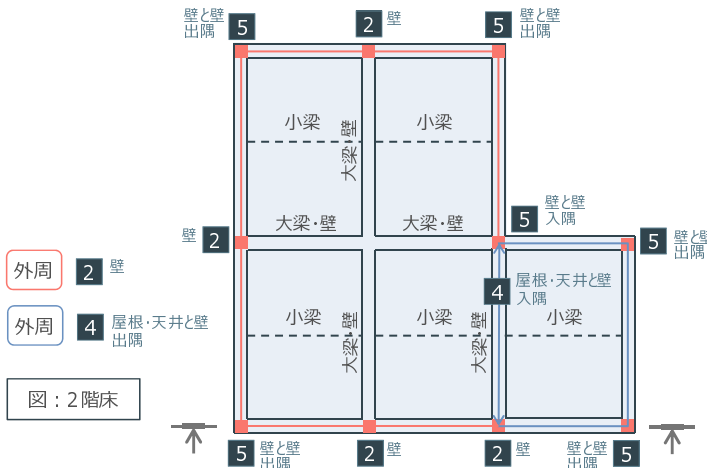 壁と壁
出隅
5
2
壁
5
壁と壁
出隅
小梁
小梁
大梁・壁
大梁・壁
大梁・壁
5
壁と壁
入隅
壁
2
5
壁と壁
出隅
外周
2
壁
4
屋根・天井と壁
入隅
外周
4
屋根・天井と壁
出隅
小梁
小梁
小梁
大梁・壁
大梁・壁
図：２階床
5
壁と壁
出隅
2
壁
2
壁
壁と壁
出隅
5